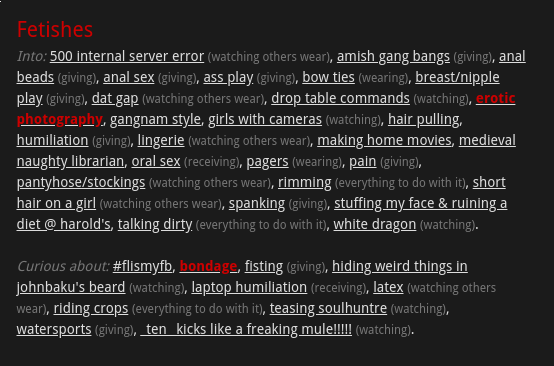 Fetishes
Into: 500 internal server error (watching others wear), amish gang bangs (giving), anal
beads (giving), anal sex (giving), ass play (giving), bow ties (wearing), breast/nipple
play (giving), dat gap (watching others wear), drop table commands (watching), erotic
photography, gangnam style, girls with cameras (watching), hair pulling,
humiliation (giving), lingerie (watching others wear), making home movies, medieval
naughty librarian, oral sex (receiving), pagers (wearing), pain (giving),
pantyhose/stockings (watching others wear), rimming (everything to do with it), short
hair on a girl (watching others wear), spanking (giving), stuffing my face & ruining a
diet @ harold's, talking dirty (everything to do with it), white dragon (watching).
Curious about: #flismyfb, bondage, fisting (giving), hiding weird things in
johnbaku's beard (watching), laptop humiliation (receiving), latex (watching others
wear), riding crops (everything to do with it), teasing soulhuntre (watching),
watersports (giving), _ten_ kicks like a freaking mule!!!!! (watching).